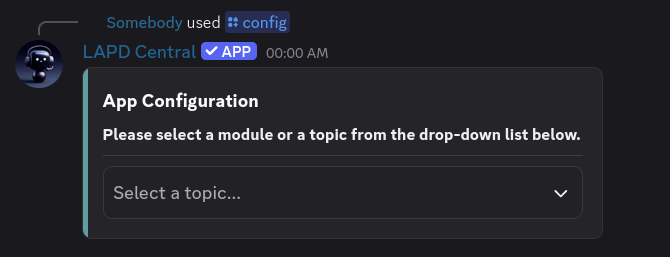 Somebody used config
LAPD Central APP 00:00 AM
App Configuration
Please select a module or a topic from the drop-down list below.
Select a topic...